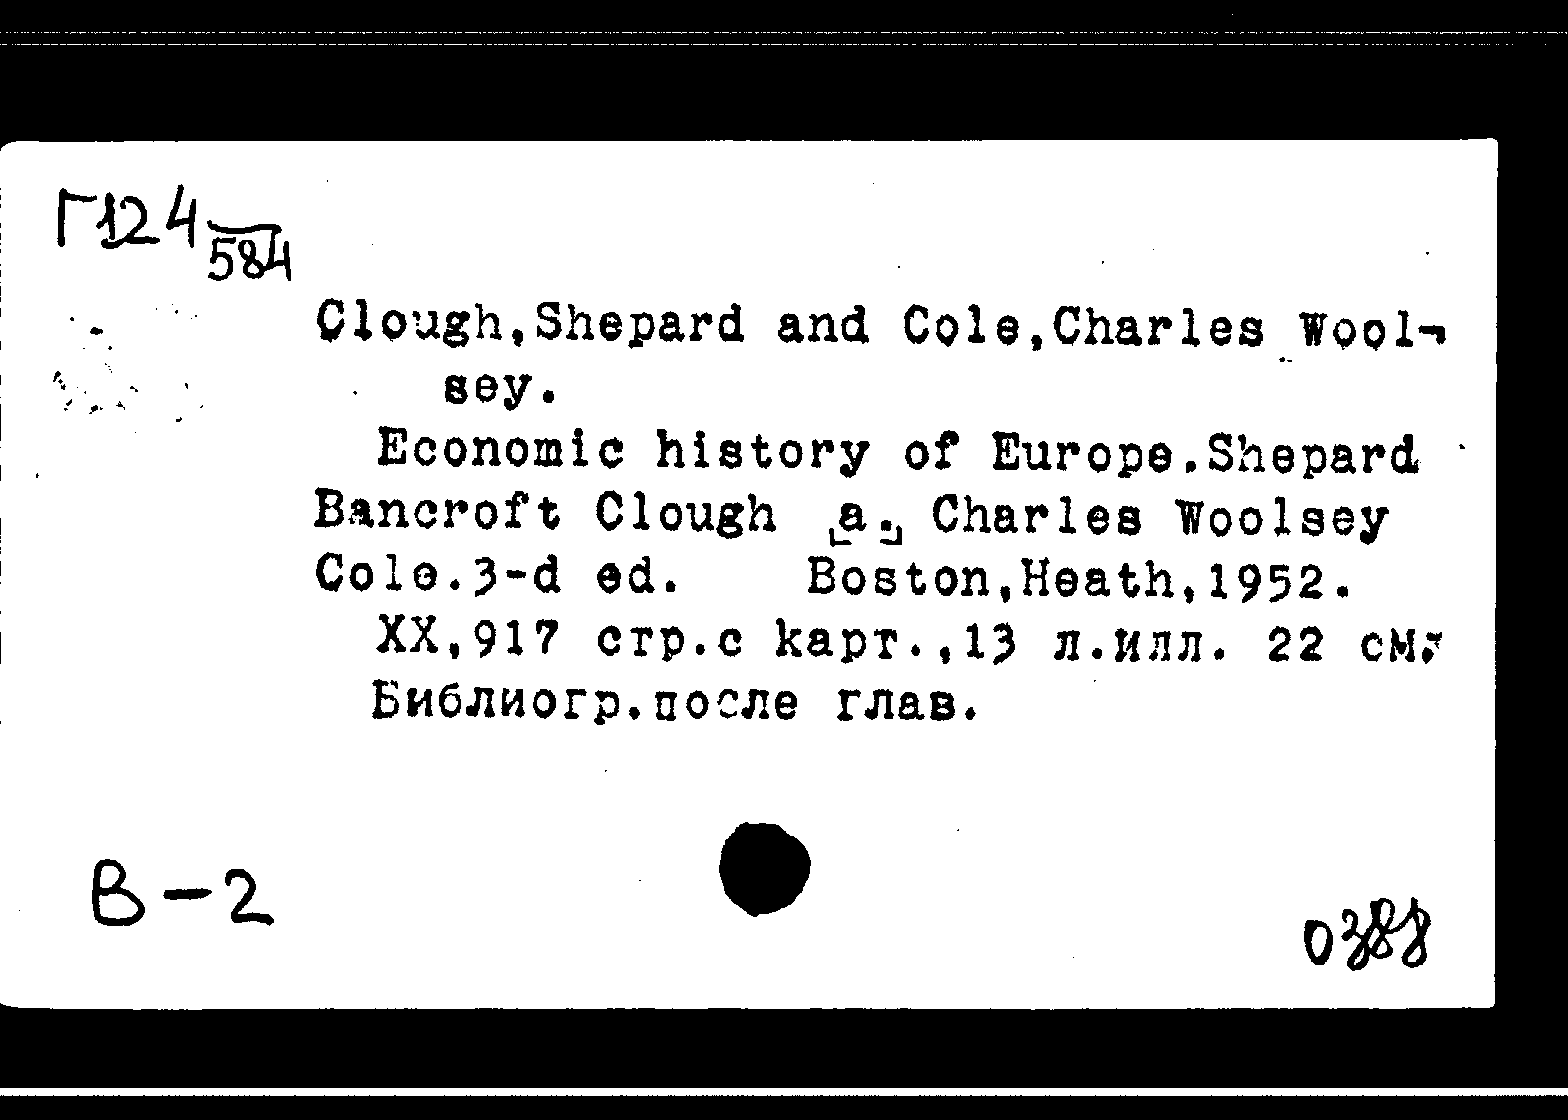 Г124
584
Clough,Shepard and Cole,Charles Wool-
sey.
Economic history of Europe.Shepard
Bancroft Clough [a.] Charles Woolsey
Cole.3-d ed. Boston,Heath,1952.
XX,917 стр.с карт.,13 л.илл. 22 см.
Библиогр.после глав.
В-2
0388